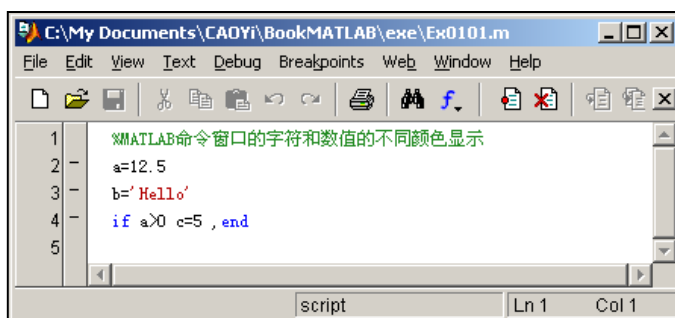 C:\My Documents\CAOYi\BookMATLAB\exe\Ex0101.m
File Edit View Text Debug Breakpoints Web Window Help
1 %MATLAB命令窗口的字符和数值的不同颜色显示
2 - a=12.5
3 - b='Hello'
4 - if a>0 c=5 ,end
5
script Ln 1 Col 1